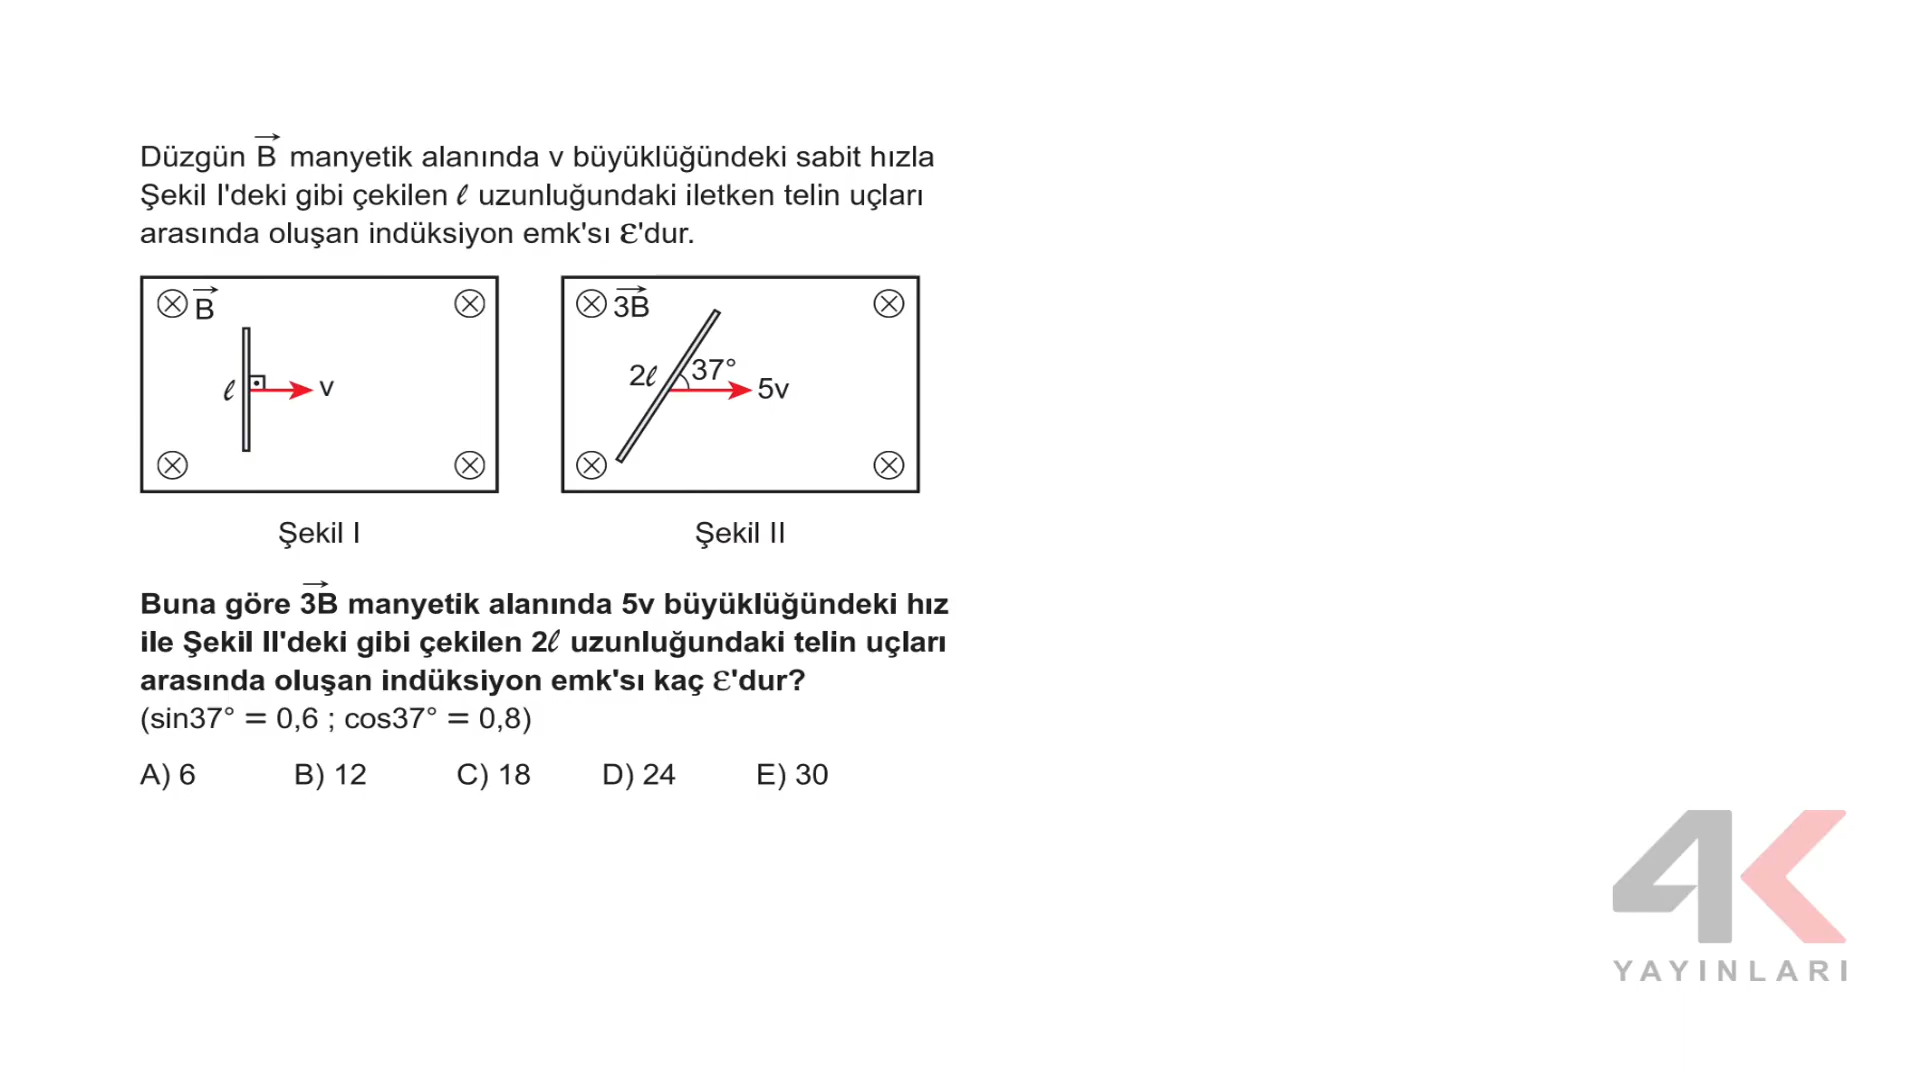 Düzgün B manyetik alanında v büyüklüğündeki sabit hızla
Şekil I'deki gibi çekilen ℓ uzunluğundaki iletken telin uçları
arasında oluşan indüksiyon emk'sı Ɛ'dur.
B
ℓ
v
3B
2ℓ
37°
5v
Şekil I
Şekil II
Buna göre 3B manyetik alanında 5v büyüklüğündeki hız
ile Şekil II'deki gibi çekilen 2ℓ uzunluğundaki telin uçları
arasında oluşan indüksiyon emk'sı kaç Ɛ'dur?
(sin37° = 0,6 ; cos37° = 0,8)
A) 6 B) 12 C) 18 D) 24 E) 30
4K
YAYINLARI